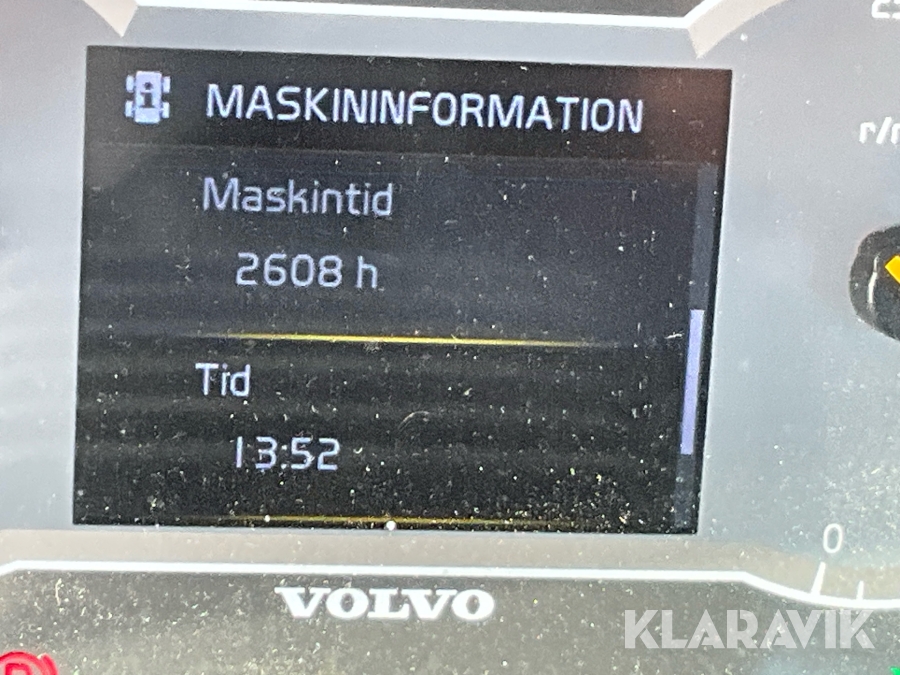 MASKININFORMATION
Maskintid
2608 h
Tid
13:52
0
VOLVO
KLARAVIK